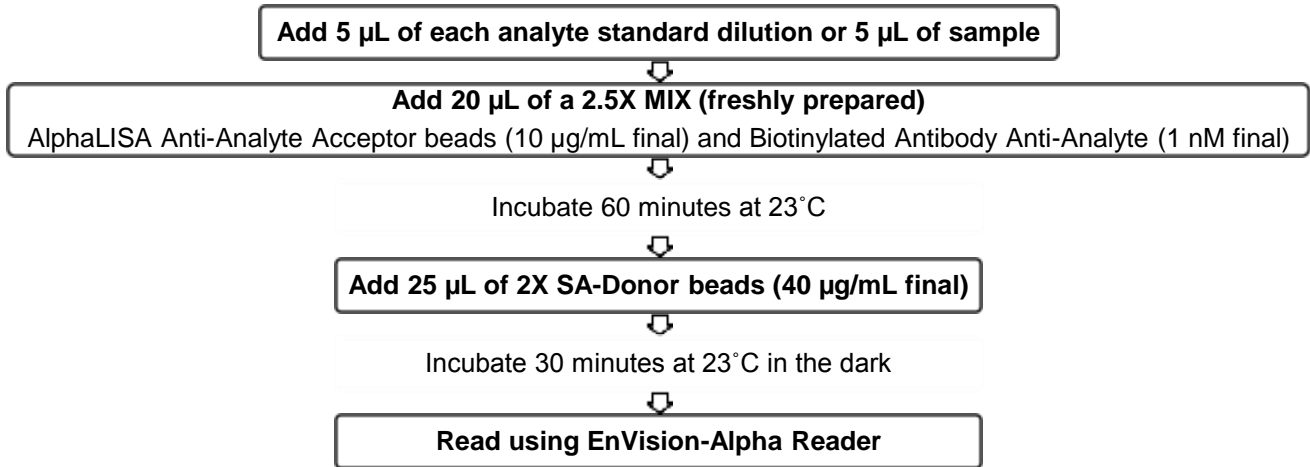 Add 5 µL of each analyte standard dilution or 5 µL of sample
Add 20 µL of a 2.5X MIX (freshly prepared)
AlphaLISA Anti-Analyte Acceptor beads (10 µg/mL final) and Biotinylated Antibody Anti-Analyte (1 nM final)
Incubate 60 minutes at 23˚C
Add 25 µL of 2X SA-Donor beads (40 µg/mL final)
Incubate 30 minutes at 23˚C in the dark
Read using EnVision-Alpha Reader